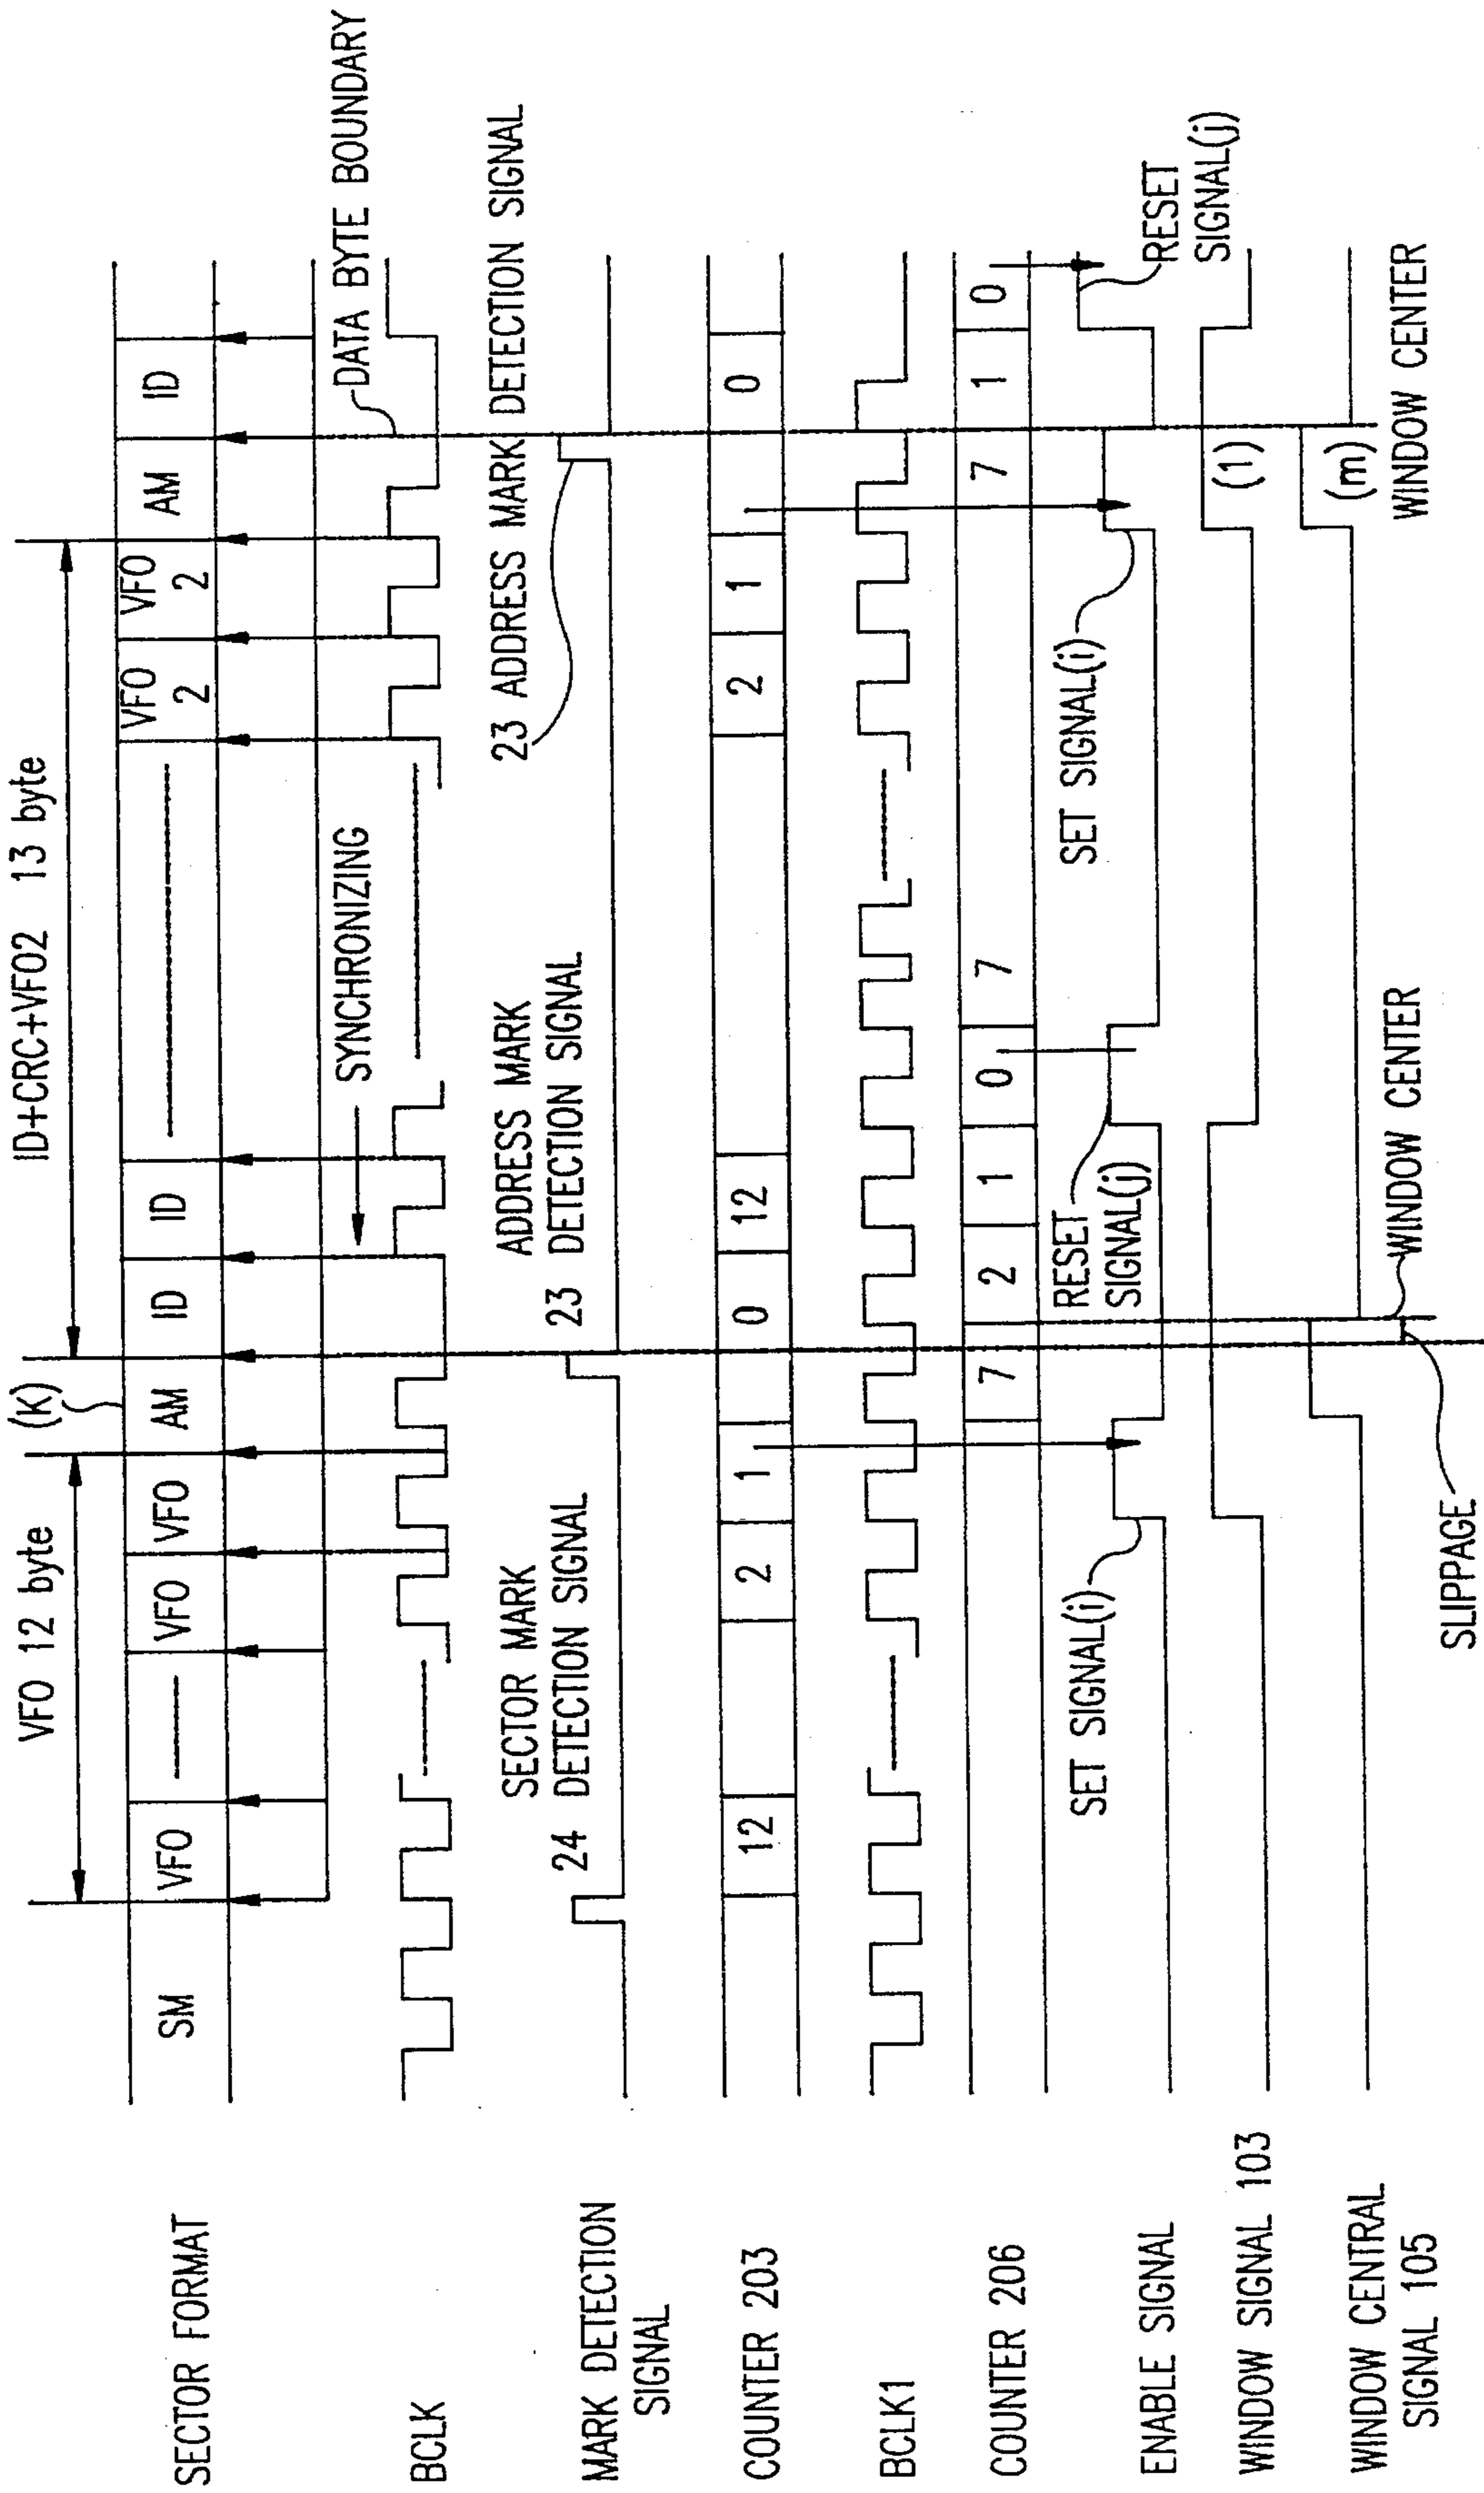 VFO 12 byte
(K)
ID+CRC+VFO2 13 byte
SECTOR FORMAT
SM
VFO
VFO
VFO
AM
ID
ID
VFO
2
VFO
2
AM
ID
BCLK
SYNCHRONIZING
DATA BYTE BOUNDARY
MARK DETECTION
SIGNAL
SECTOR MARK
24 DETECTION SIGNAL
ADDRESS MARK
23 DETECTION SIGNAL
23 ADDRESS MARK DETECTION SIGNAL
COUNTER 203
12
2
1
0
12
2
1
0
BCLK1
COUNTER 206
7
2
1
0
7
7
1
0
ENABLE SIGNAL
SET SIGNAL(i)
RESET
SIGNAL(j)
SET SIGNAL(i)
RESET
SIGNAL(j)
WINDOW SIGNAL 103
(1)
WINDOW CENTRAL
SIGNAL 105
(m)
SLIPPAGE
WINDOW CENTER
WINDOW CENTER